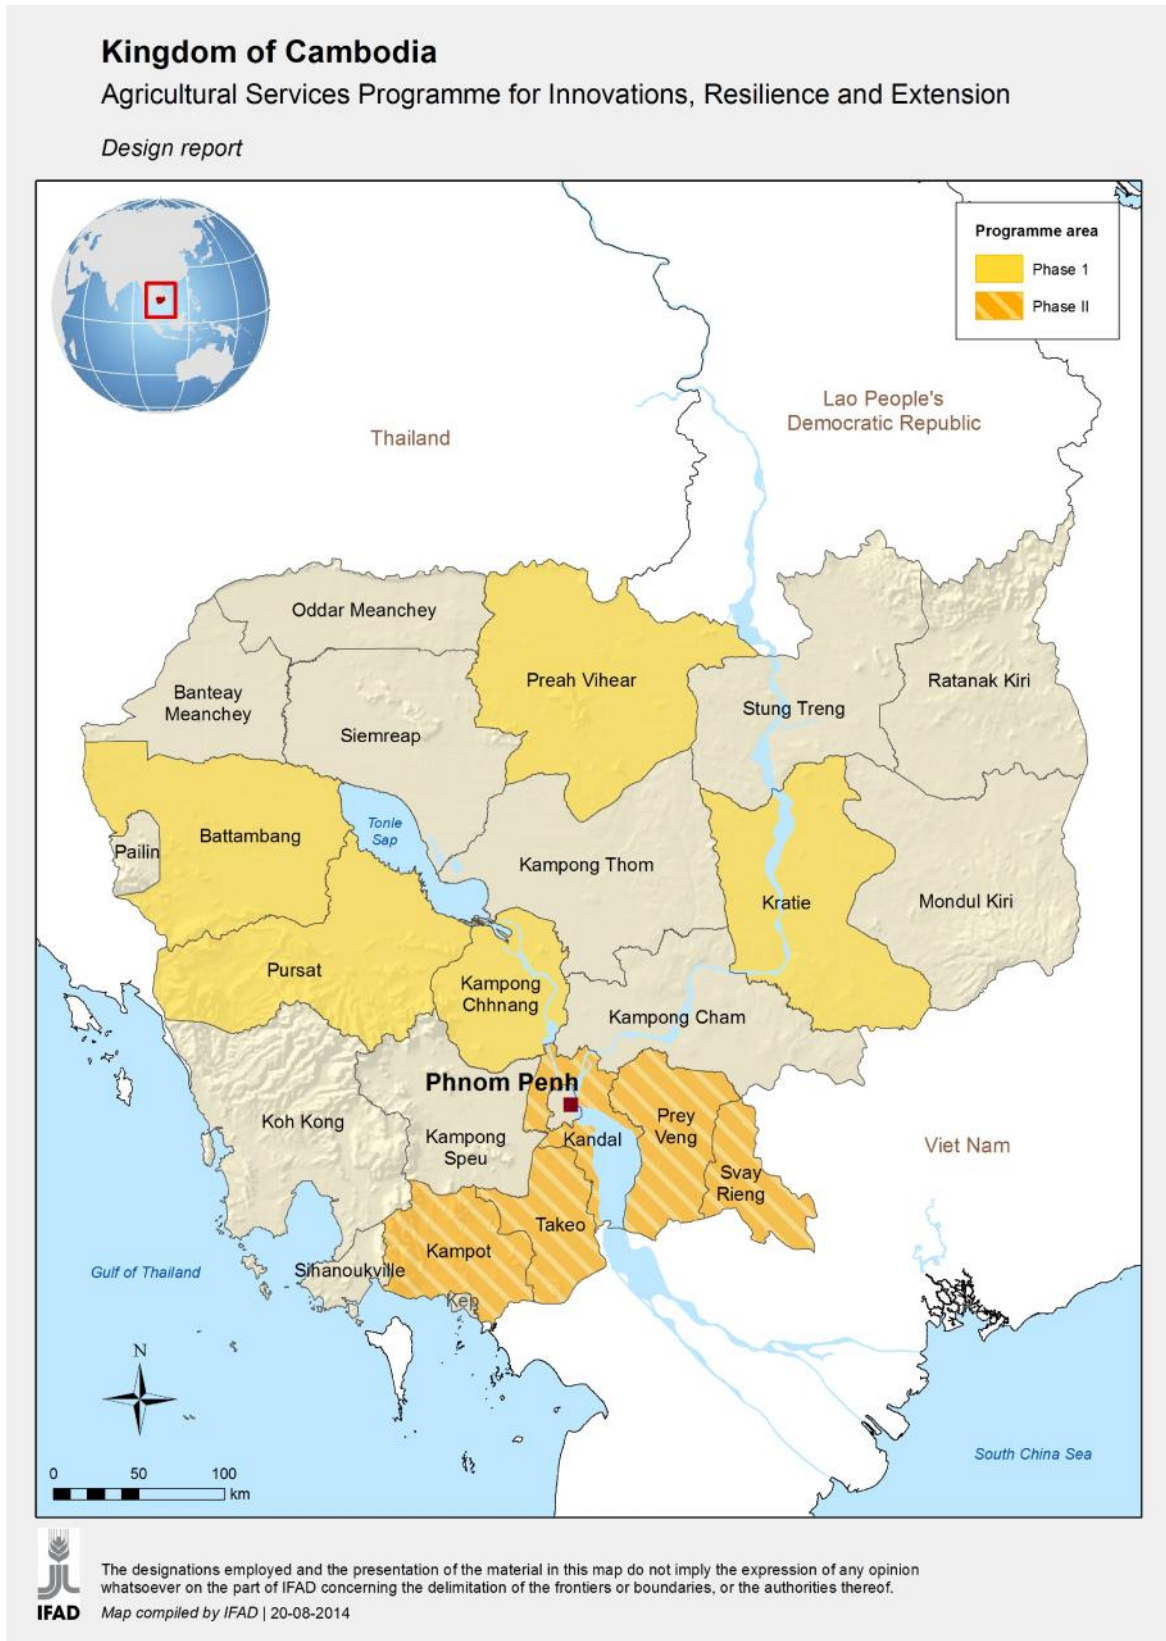 Kingdom of Cambodia
Agricultural Services Programme for Innovations, Resilience and Extension
Design report
Programme area
Phase 1
Phase II
Thailand
Lao People's
Democratic Republic
Oddar Meanchey
Preah Vihear
Banteay
Meanchey
Siemreap
Stung Treng
Ratanak Kiri
Battambang
Tonle
Sap
Pailin
Kampong Thom
Kratie
Mondul Kiri
Pursat
Kampong
Chhnang
Kampong Cham
Phnom Penh
Koh Kong
Kampong
Speu
Kandal
Prey
Veng
Svay
Rieng
Viet Nam
Takeo
Kampot
Sihanoukville
Kep
Gulf of Thailand
N
South China Sea
0 50 100
km
IFAD
The designations employed and the presentation of the material in this map do not imply the expression of any opinion
whatsoever on the part of IFAD concerning the delimitation of the frontiers or boundaries, or the authorities thereof.
Map compiled by IFAD | 20-08-2014